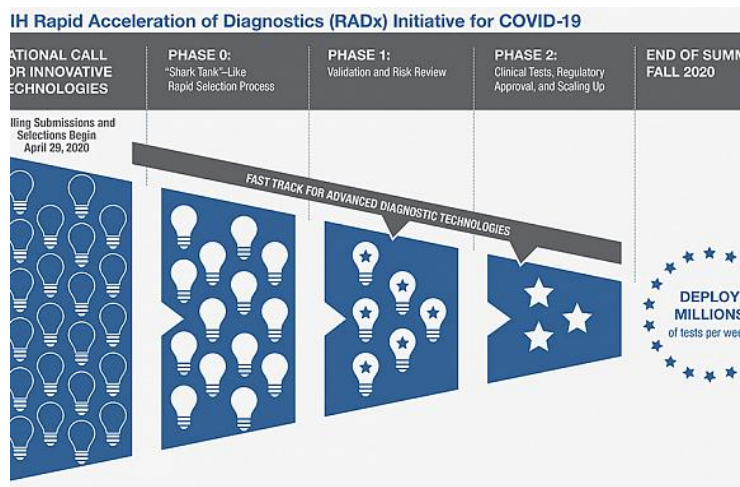 IH Rapid Acceleration of Diagnostics (RADx) Initiative for COVID-19
ATIONAL CALL
OR INNOVATIVE
ECHNOLOGIES
PHASE 0:
"Shark Tank"–Like
Rapid Selection Process
PHASE 1:
Validation and Risk Review
PHASE 2:
Clinical Tests, Regulatory
Approval, and Scaling Up
END OF SUMM
FALL 2020
lling Submissions and
Selections Begin
April 29, 2020
FAST TRACK FOR ADVANCED DIAGNOSTIC TECHNOLOGIES
DEPLOY
MILLIONS
of tests per wee